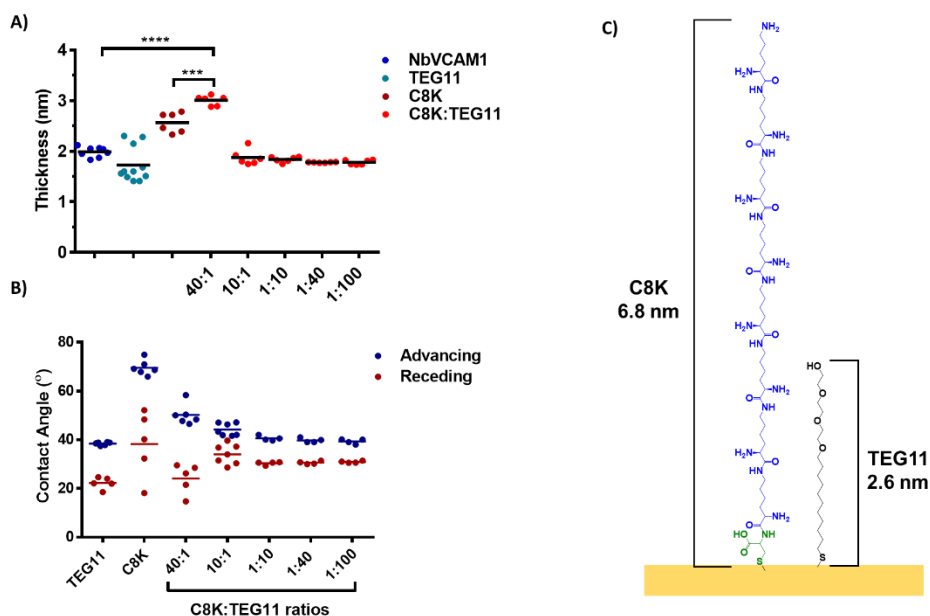 A)
Thickness (nm)
4
3
2
1
0
****
***
NbVCAM1
TEG11
C8K
C8K:TEG11
40:1
10:1
1:10
1:40
1:100
B)
Contact Angle (°)
80
60
40
20
0
Advancing
Receding
TEG11
C8K
40:1
10:1
1:10
1:40
1:100
C8K:TEG11 ratios
C)
C8K
6.8 nm
NH2
H2N
O
NH
O
NH2
HN
H2N
O
NH
O
NH2
HN
H2N
O
NH
O
NH2
HN
H2N
O
NH
O
NH2
HO
NH
O
S
HO
O
O
O
S
TEG11
2.6 nm